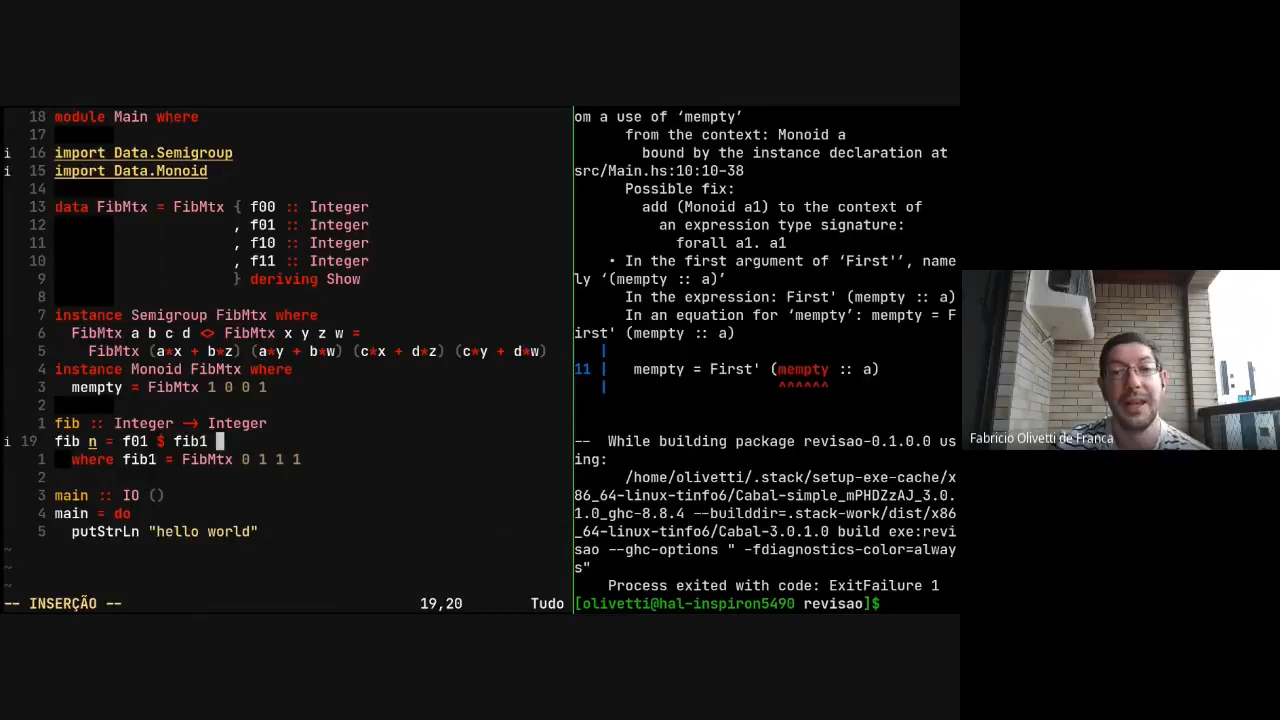 18 module Main where
17
i 16 import Data.Semigroup
i 15 import Data.Monoid
14
13 data FibMtx = FibMtx { f00 :: Integer
12 , f01 :: Integer
11 , f10 :: Integer
10 , f11 :: Integer
9 } deriving Show
8
7 instance Semigroup FibMtx where
6 FibMtx a b c d <> FibMtx x y z w =
5 FibMtx (a*x + b*z) (a*y + b*w) (c*x + d*z) (c*y + d*w)
4 instance Monoid FibMtx where
3 mempty = FibMtx 1 0 0 1
2
1 fib :: Integer -> Integer
i 19 fib n = f01 $ fib1
1 where fib1 = FibMtx 0 1 1 1
2
3 main :: IO ()
4 main = do
5 putStrLn "hello world"
~
~
~
-- INSERÇÃO -- 19,20 Tudo
om a use of ‘mempty’
from the context: Monoid a
bound by the instance declaration at
src/Main.hs:10:10-38
Possible fix:
add (Monoid a1) to the context of
an expression type signature:
forall a1. a1
• In the first argument of ‘First'’, name
ly ‘(mempty :: a)’
In the expression: First' (mempty :: a)
In an equation for ‘mempty’: mempty = F
irst' (mempty :: a)
|
11 | mempty = First' (mempty :: a)
| ^^^^^^
-- While building package revisao-0.1.0.0 us
ing:
/home/olivetti/.stack/setup-exe-cache/x
86_64-linux-tinfo6/Cabal-simple_mPHDZzAJ_3.0.
1.0_ghc-8.8.4 --builddir=.stack-work/dist/x86
_64-linux-tinfo6/Cabal-3.0.1.0 build exe:revi
sao --ghc-options " -fdiagnostics-color=alway
s"
Process exited with code: ExitFailure 1
[olivetti@hal-inspiron5490 revisao]$
Fabricio Olivetti de Franca